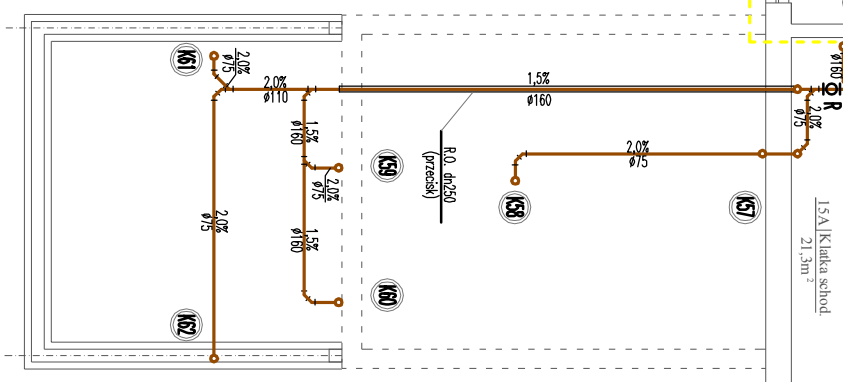 K61
2,0%
ø75
2,0%
ø110
1,5%
ø160
ø160
R
2,0%
ø75
1,5%
ø160
K59
2,0%
ø75
R.O. dn250
(przecisk)
2,0%
ø75
K58
K57
15A Klatka schod.
21,3m²
2,0%
ø75
1,5%
ø160
K60
K62